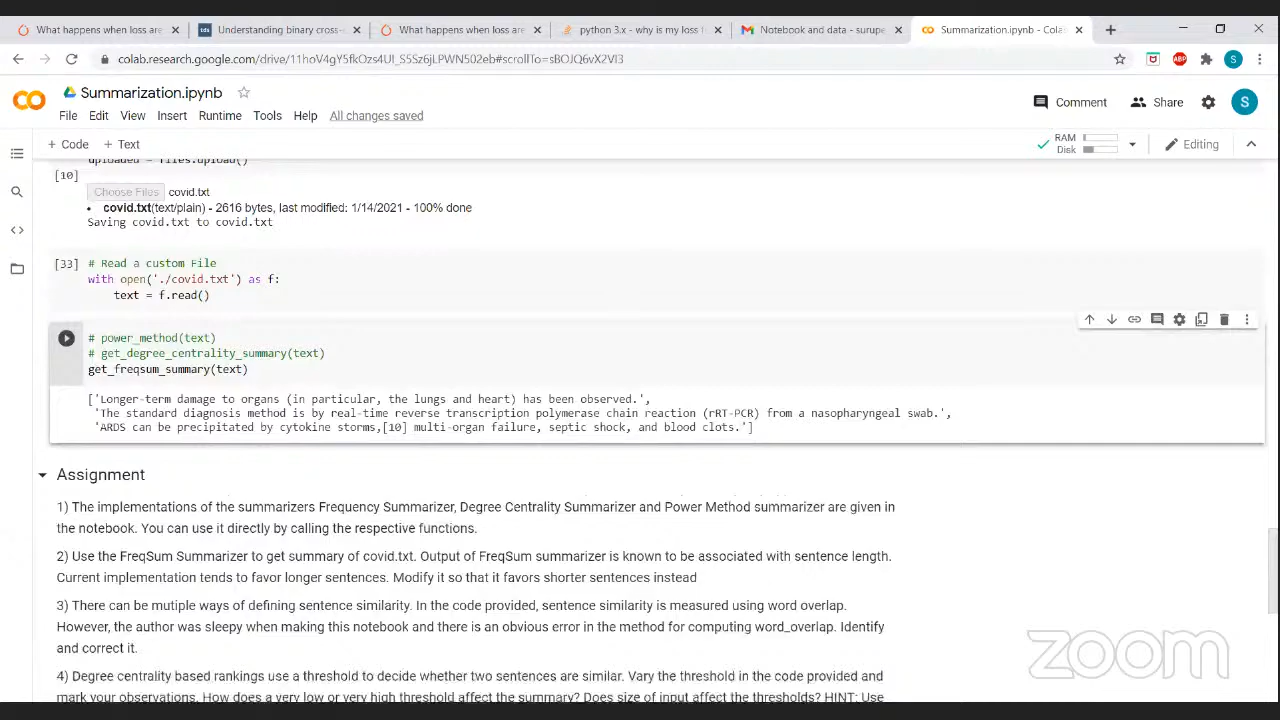 What happens when loss are
Understanding binary cross-
What happens when loss are
python 3.x - why is my loss f
Notebook and data - surupe
Summarization.ipynb - Colab
colab.research.google.com/drive/
Summarization.ipynb
Comment
Share
S
File Edit View Insert Runtime Tools Help All changes saved
+ Code + Text
RAM
Disk
Editing
uploaded = files.upload()
[10]
Choose Files covid.txt
• covid.txt(text/plain) - 2616 bytes, last modified: 1/14/2021 - 100% done
Saving covid.txt to covid.txt
[33] # Read a custom File
with open('./covid.txt') as f:
text = f.read()
# power_method(text)
# get_degree_centrality_summary(text)
get_freqsum_summary(text)
['Longer-term damage to organs (in particular, the lungs and heart) has been observed.',
'The standard diagnosis method is by real-time reverse transcription polymerase chain reaction (rRT-PCR) from a nasopharyngeal swab.',
'ARDS can be precipitated by cytokine storms,[10] multi-organ failure, septic shock, and blood clots.']
Assignment
1) The implementations of the summarizers Frequency Summarizer, Degree Centrality Summarizer and Power Method summarizer are given in
the notebook. You can use it directly by calling the respective functions.
2) Use the FreqSum Summarizer to get summary of covid.txt. Output of FreqSum summarizer is known to be associated with sentence length.
Current implementation tends to favor longer sentences. Modify it so that it favors shorter sentences instead
3) There can be mutiple ways of defining sentence similarity. In the code provided, sentence similarity is measured using word overlap.
However, the author was sleepy when making this notebook and there is an obvious error in the method for computing word_overlap. Identify
and correct it.
4) Degree centrality based rankings use a threshold to decide whether two sentences are similar. Vary the threshold in the code provided and
mark your observations. How does a very low or very high threshold affect the summary? Does size of input affect the thresholds? HINT: Use
zoom